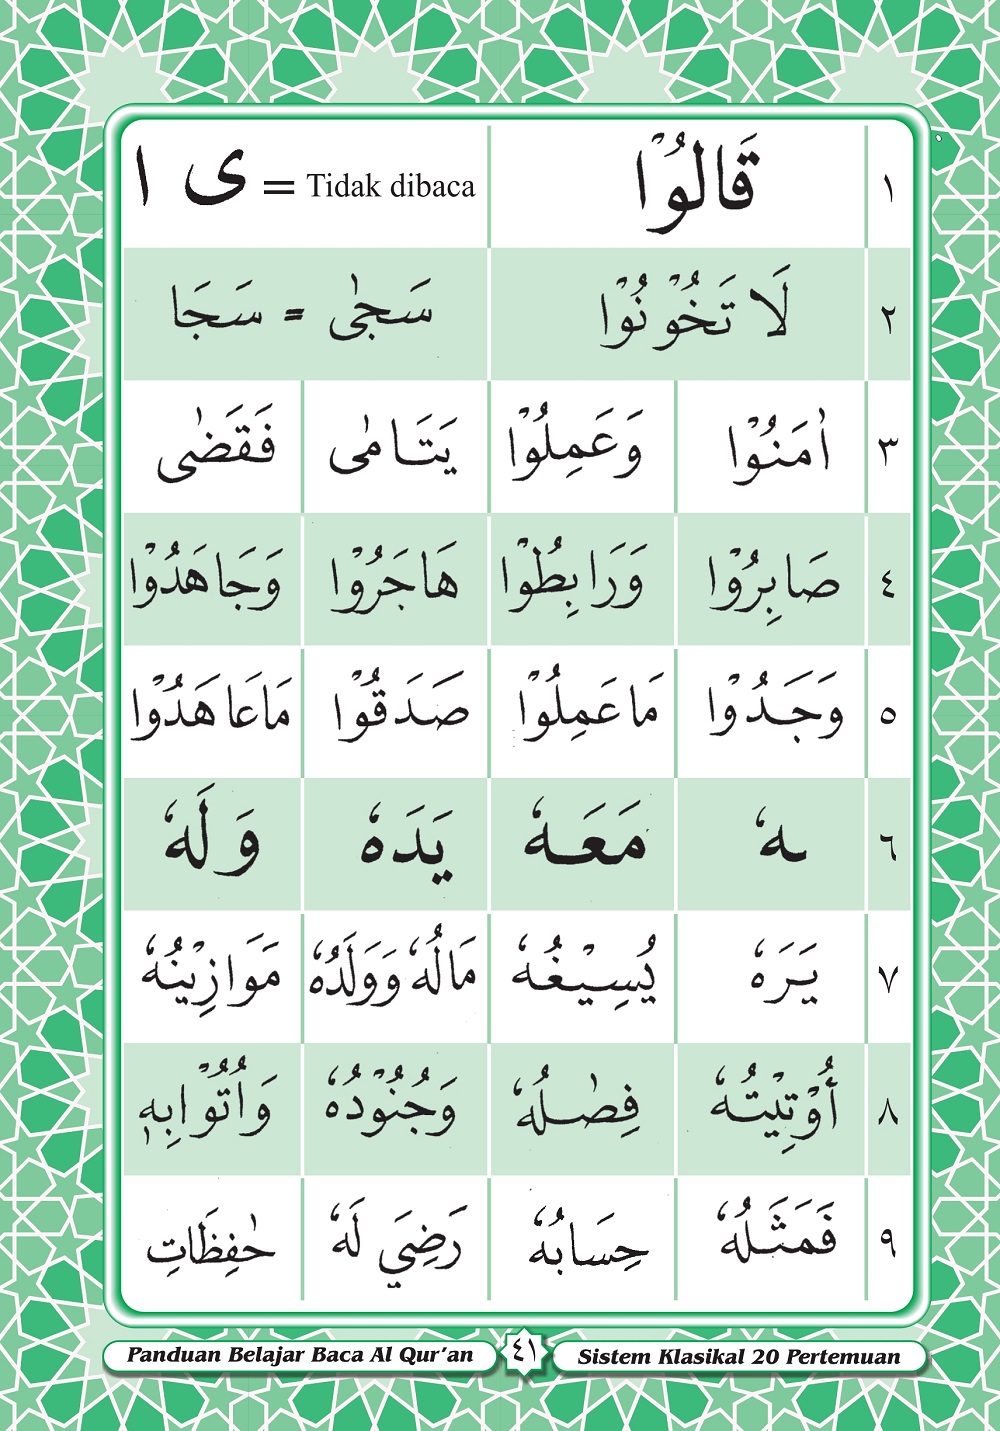 ١ قَالُوْا ا ى = Tidak dibaca
٢ لَا تَخُوْنُوْا سَجٰى = سَجَا
٣ اٰمَنُوْا وَعَمِلُوْا يَتَامٰى فَقَضٰى
٤ صَابِرُوْا وَرَابِطُوْا هَاجَرُوْا وَجَاهَدُوْا
٥ وَجَدُوْا مَاعَمِلُوْا صَدَقُوْا مَاعَاهَدُوْا
٦ ـهٗ مَعَهٗ يَدَهٗ وَلَهٗ
٧ يَرَهٗ يُسِيْغُهٗ مَالُهٗ وَوَلَدُهٗ مَوَازِيْنُهٗ
٨ أُوْتِيْتُهٗ فِصٰلُهٗ وَجُنُوْدُهٗ وَاُتُوْابِهٖ
٩ فَمَثَلُهٗ حِسَابُهٗ رَضِيَ لَهٗ حٰفِظَاتِ
Panduan Belajar Baca Al Qur'an ٤١ Sistem Klasikal 20 Pertemuan